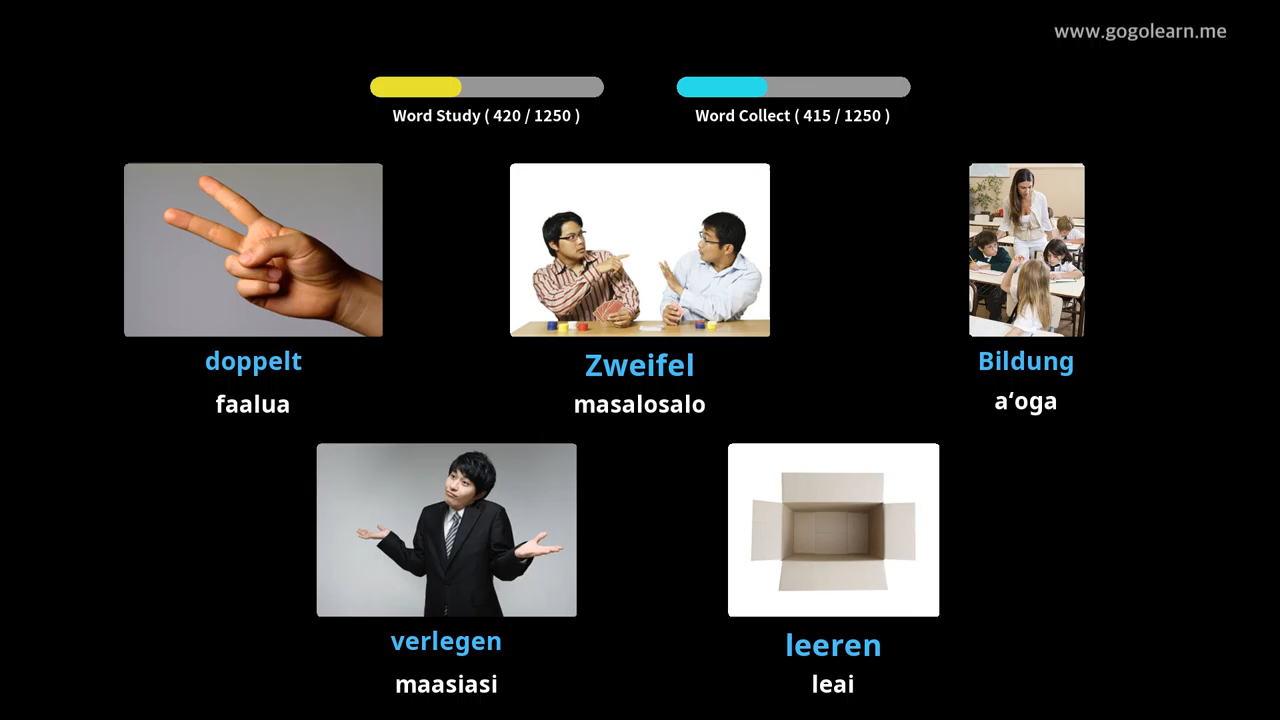 www.gogolearn.me
Word Study ( 420 / 1250 )
Word Collect ( 415 / 1250 )
doppelt
faalua
Zweifel
masalosalo
Bildung
aʻoga
verlegen
maasiasi
leeren
leai